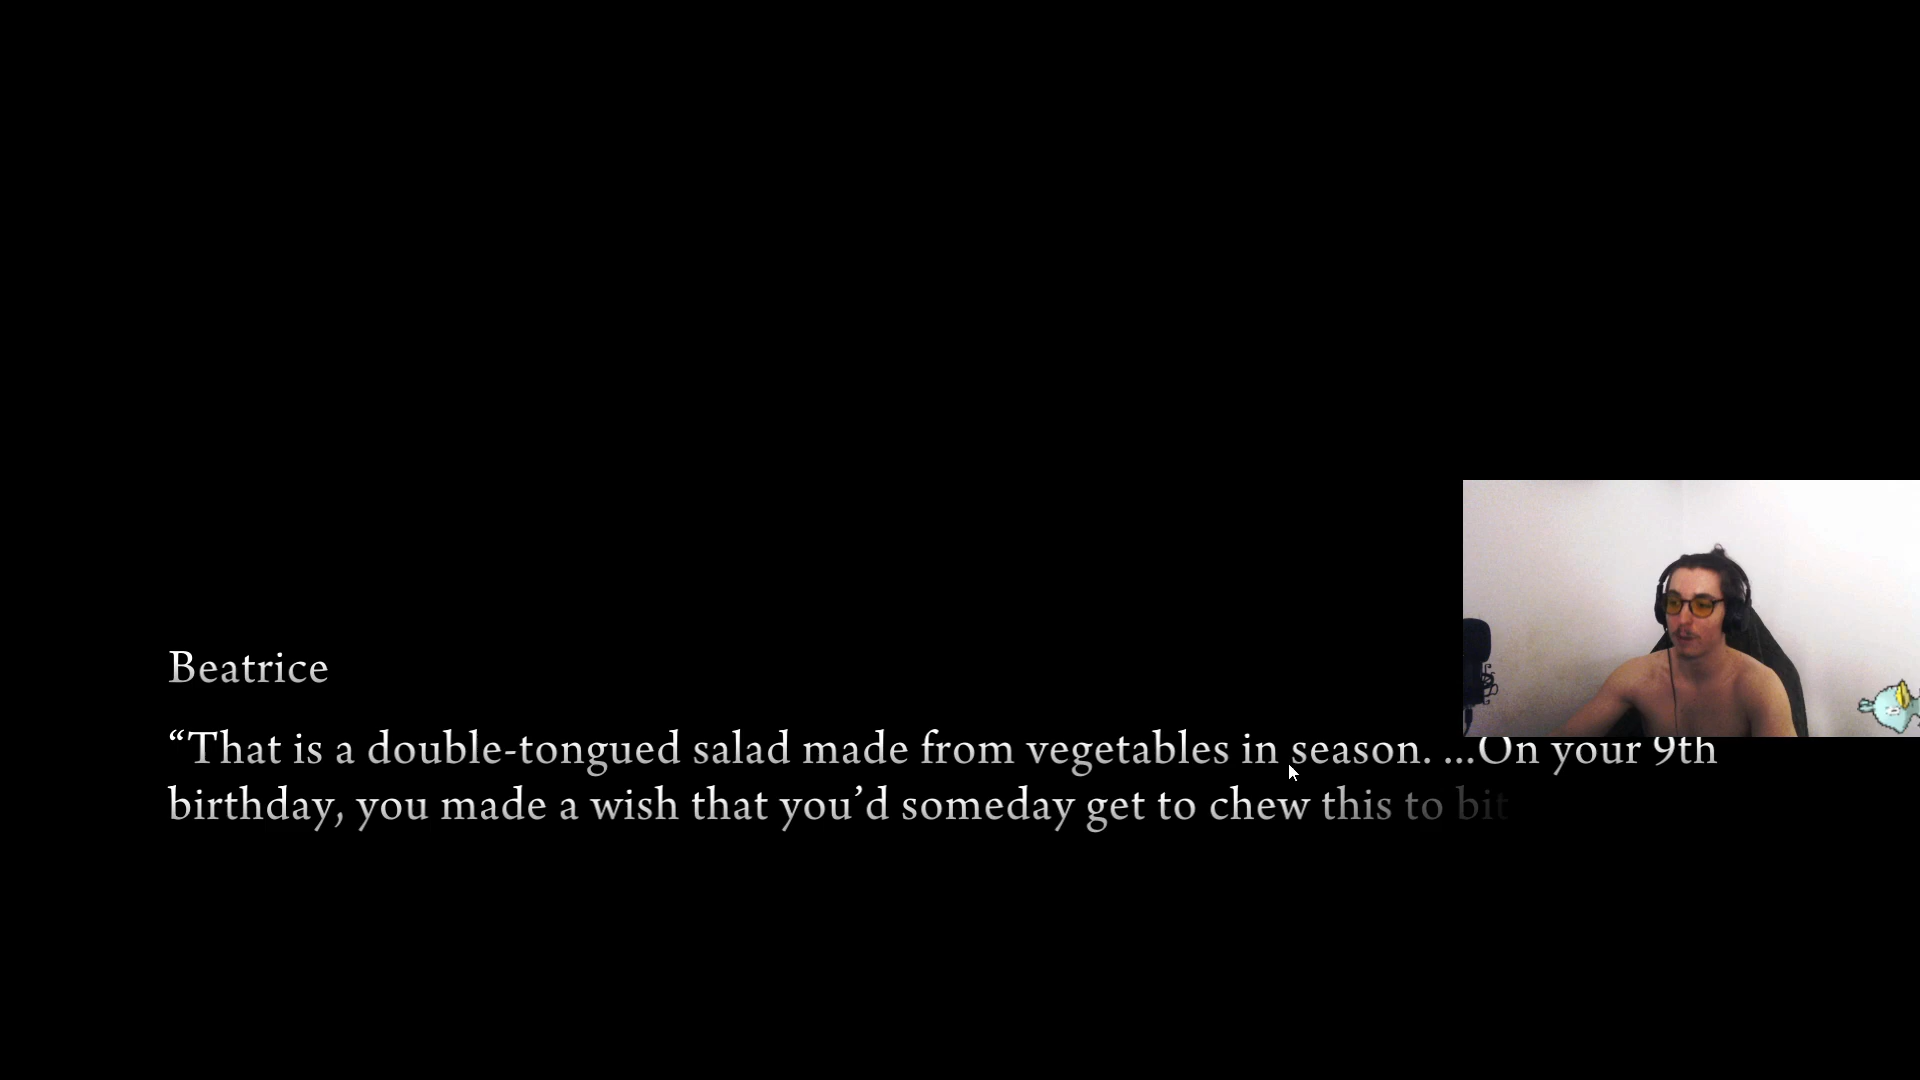 Beatrice
“That is a double-tongued salad made from vegetables in season. ...On your 9th
birthday, you made a wish that you’d someday get to chew this to bit